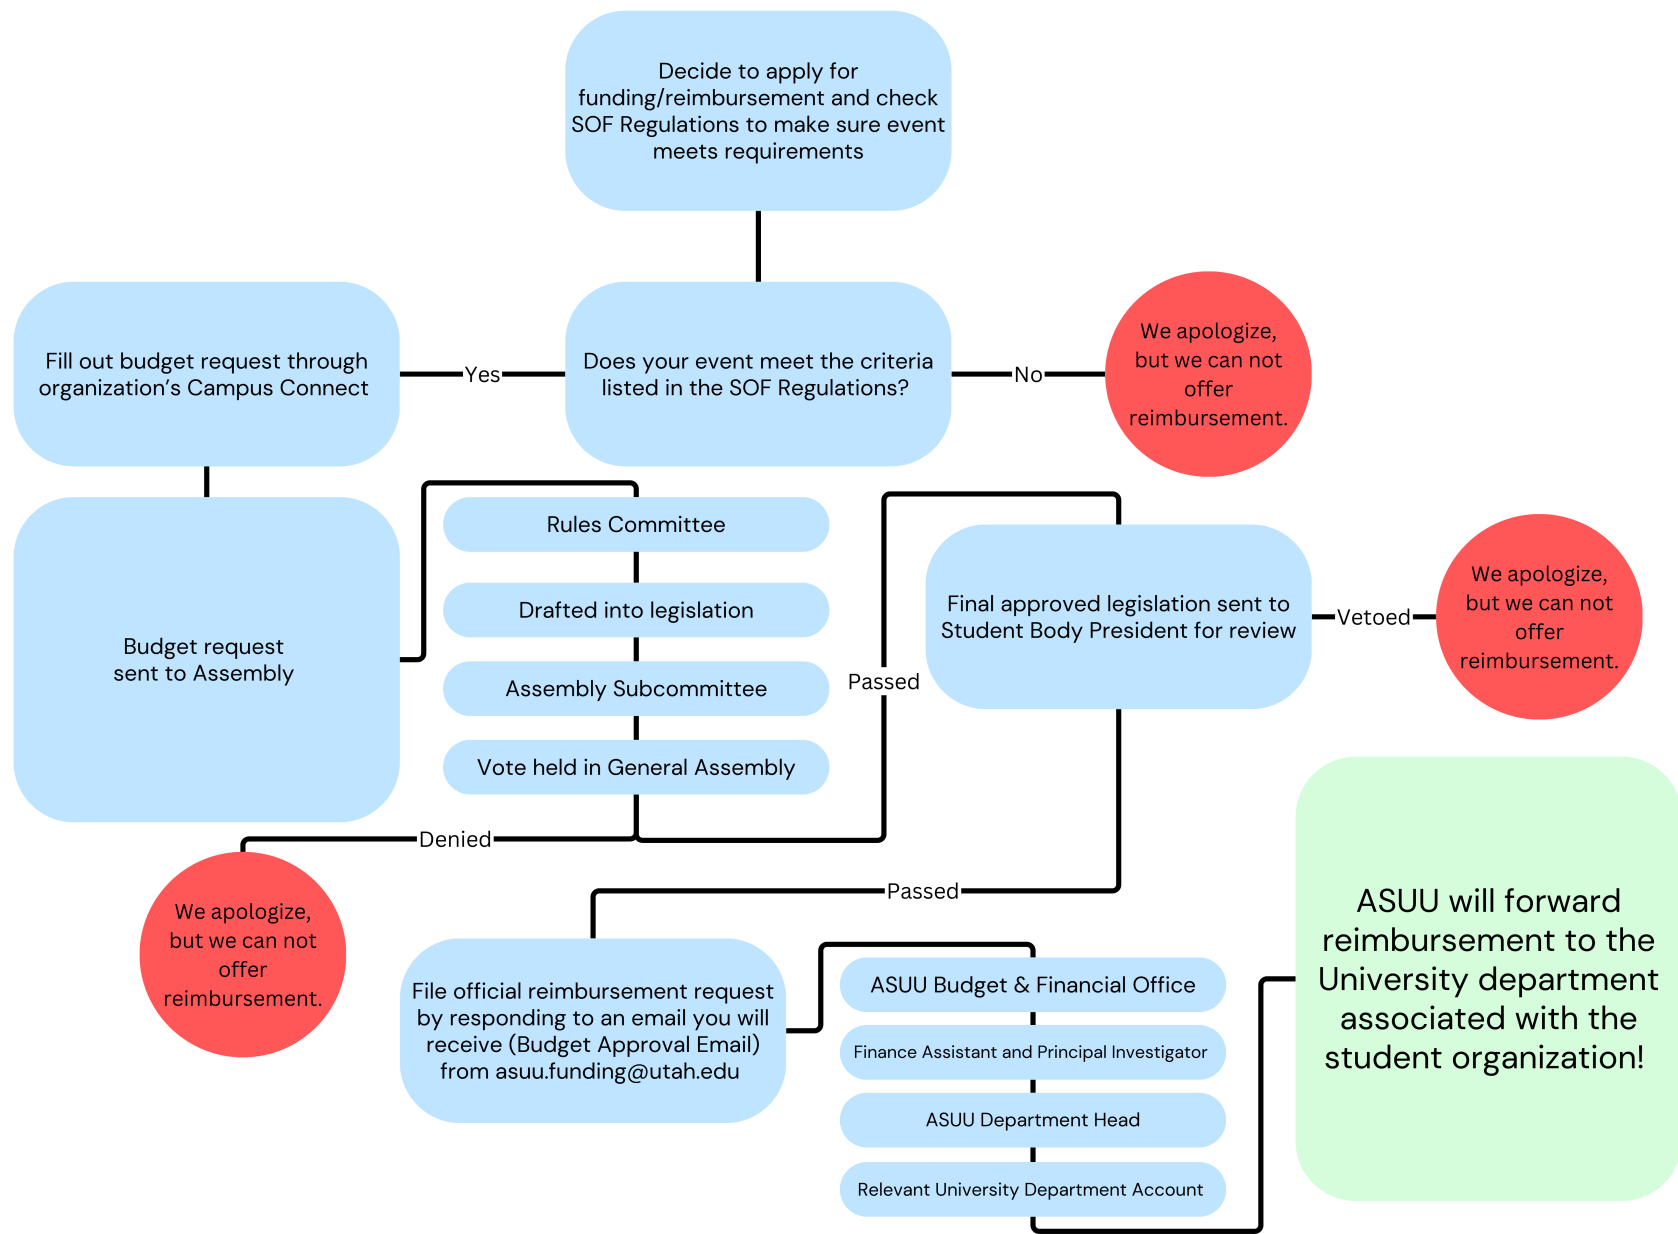 Decide to apply for
funding/reimbursement and check
SOF Regulations to make sure event
meets requirements
Fill out budget request through
organization's Campus Connect
Yes
Does your event meet the criteria
listed in the SOF Regulations?
No
We apologize,
but we can not
offer
reimbursement.
Budget request
sent to Assembly
Rules Committee
Drafted into legislation
Assembly Subcommittee
Vote held in General Assembly
Denied
We apologize,
but we can not
offer
reimbursement.
Passed
Final approved legislation sent to
Student Body President for review
Vetoed
We apologize,
but we can not
offer
reimbursement.
Passed
File official reimbursement request
by responding to an email you will
receive (Budget Approval Email)
from asuu.funding@utah.edu
ASUU Budget & Financial Office
Finance Assistant and Principal Investigator
ASUU Department Head
Relevant University Department Account
ASUU will forward
reimbursement to the
University department
associated with the
student organization!